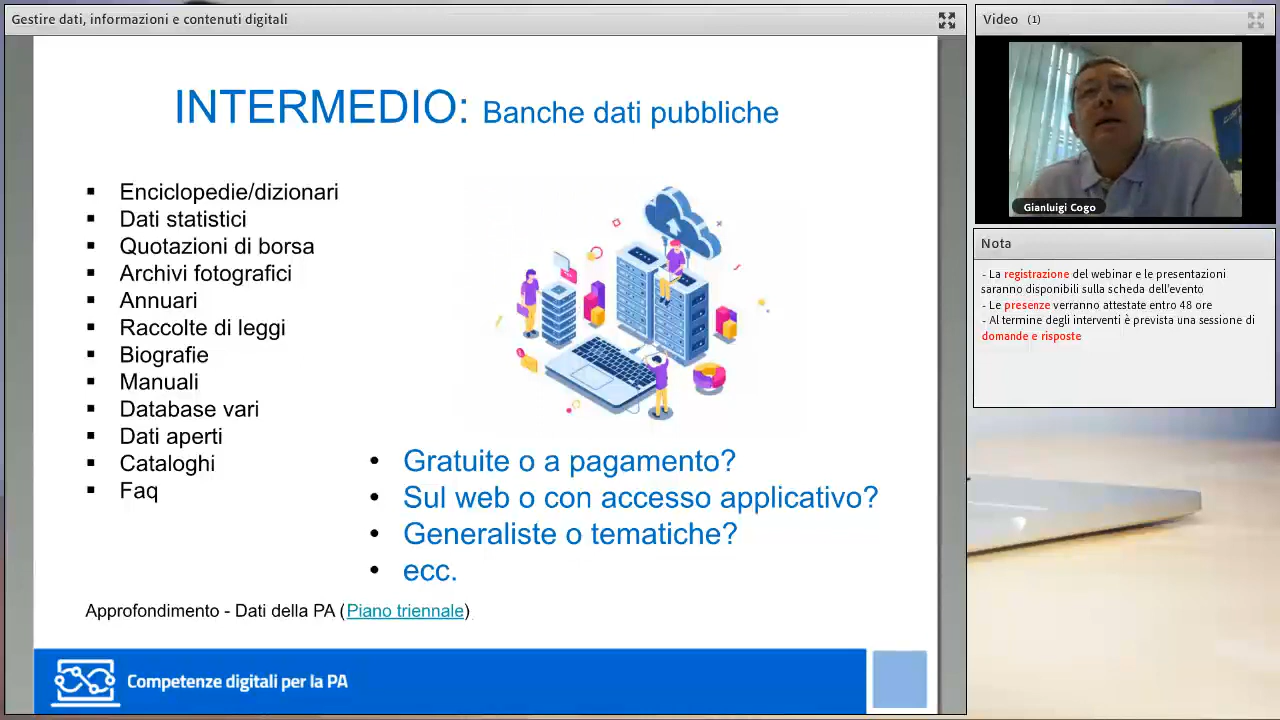 Gestire dati, informazioni e contenuti digitali
INTERMEDIO: Banche dati pubbliche
▪ Enciclopedie/dizionari
▪ Dati statistici
▪ Quotazioni di borsa
▪ Archivi fotografici
▪ Annuari
▪ Raccolte di leggi
▪ Biografie
▪ Manuali
▪ Database vari
▪ Dati aperti
▪ Cataloghi
▪ Faq
• Gratuite o a pagamento?
• Sul web o con accesso applicativo?
• Generaliste o tematiche?
• ecc.
Approfondimento - Dati della PA (Piano triennale)
Competenze digitali per la PA
Video (1)
Gianluigi Cogo
Nota
- La registrazione del webinar e le presentazioni
saranno disponibili sulla scheda dell'evento
- Le presenze verranno attestate entro 48 ore
- Al termine degli interventi è prevista una sessione di
domande e risposte